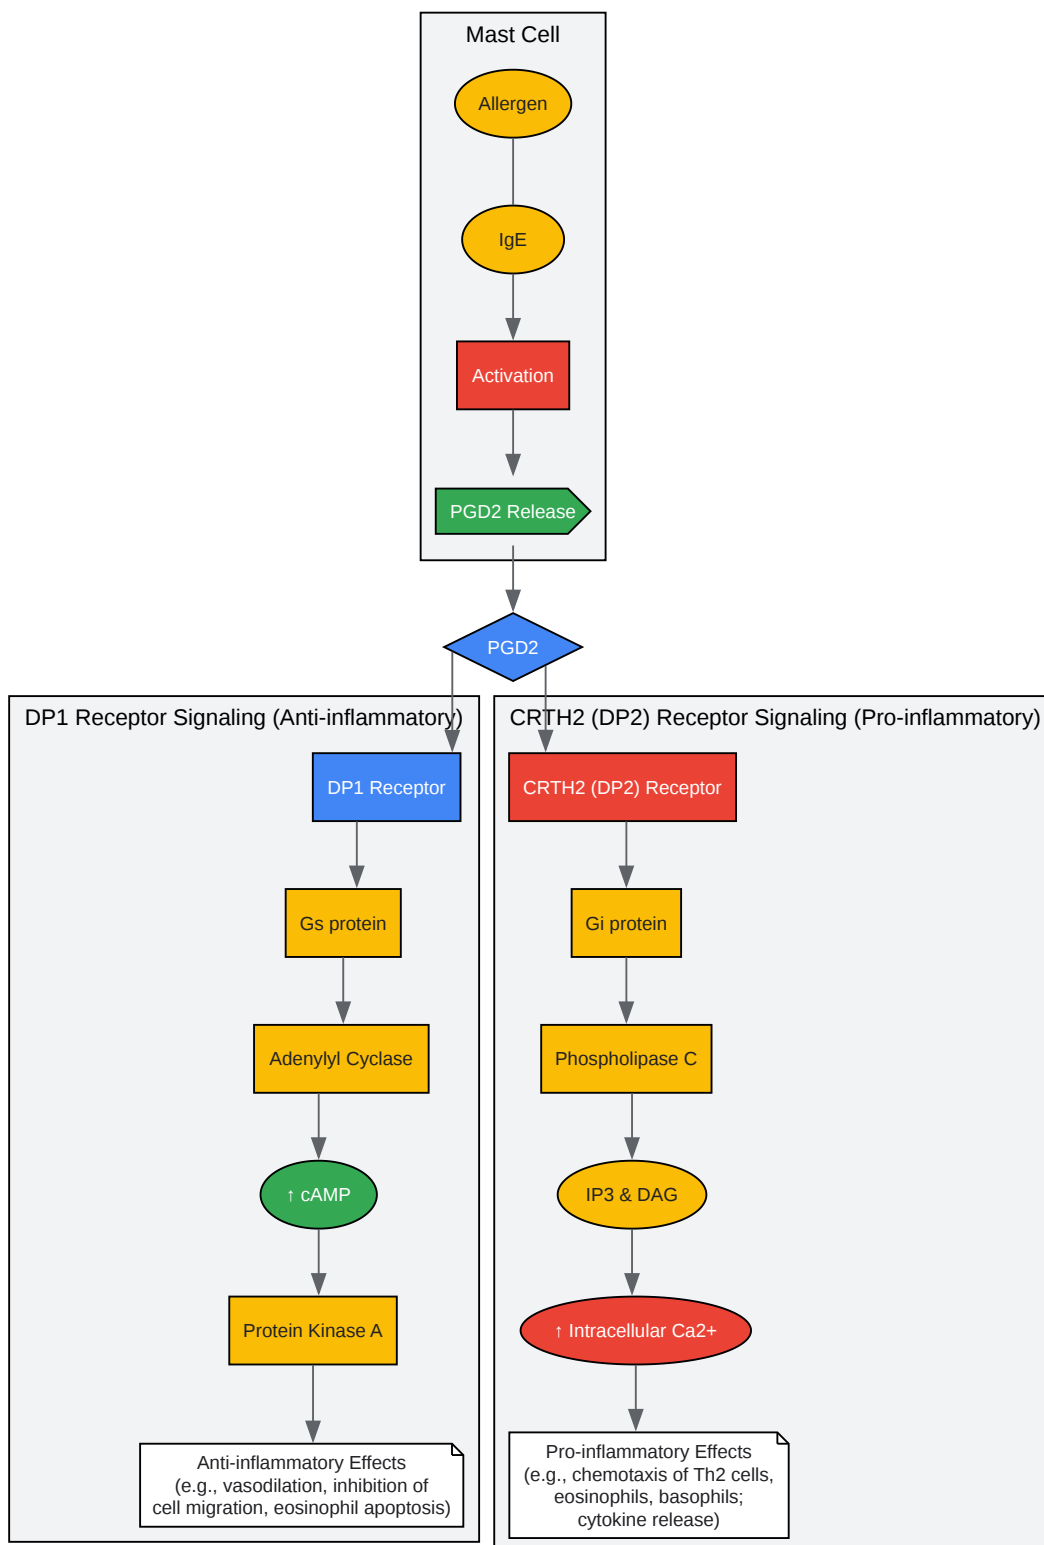 Mast Cell
Allergen
IgE
Activation
PGD2 Release
PGD2
DP1 Receptor Signaling (Anti-inflammatory)
DP1 Receptor
Gs protein
Adenylyl Cyclase
↑ cAMP
Protein Kinase A
Anti-inflammatory Effects
(e.g., vasodilation, inhibition of
cell migration, eosinophil apoptosis)
CRTH2 (DP2) Receptor Signaling (Pro-inflammatory)
CRTH2 (DP2) Receptor
Gi protein
Phospholipase C
IP3 & DAG
↑ Intracellular Ca2+
Pro-inflammatory Effects
(e.g., chemotaxis of Th2 cells,
eosinophils, basophils;
cytokine release)